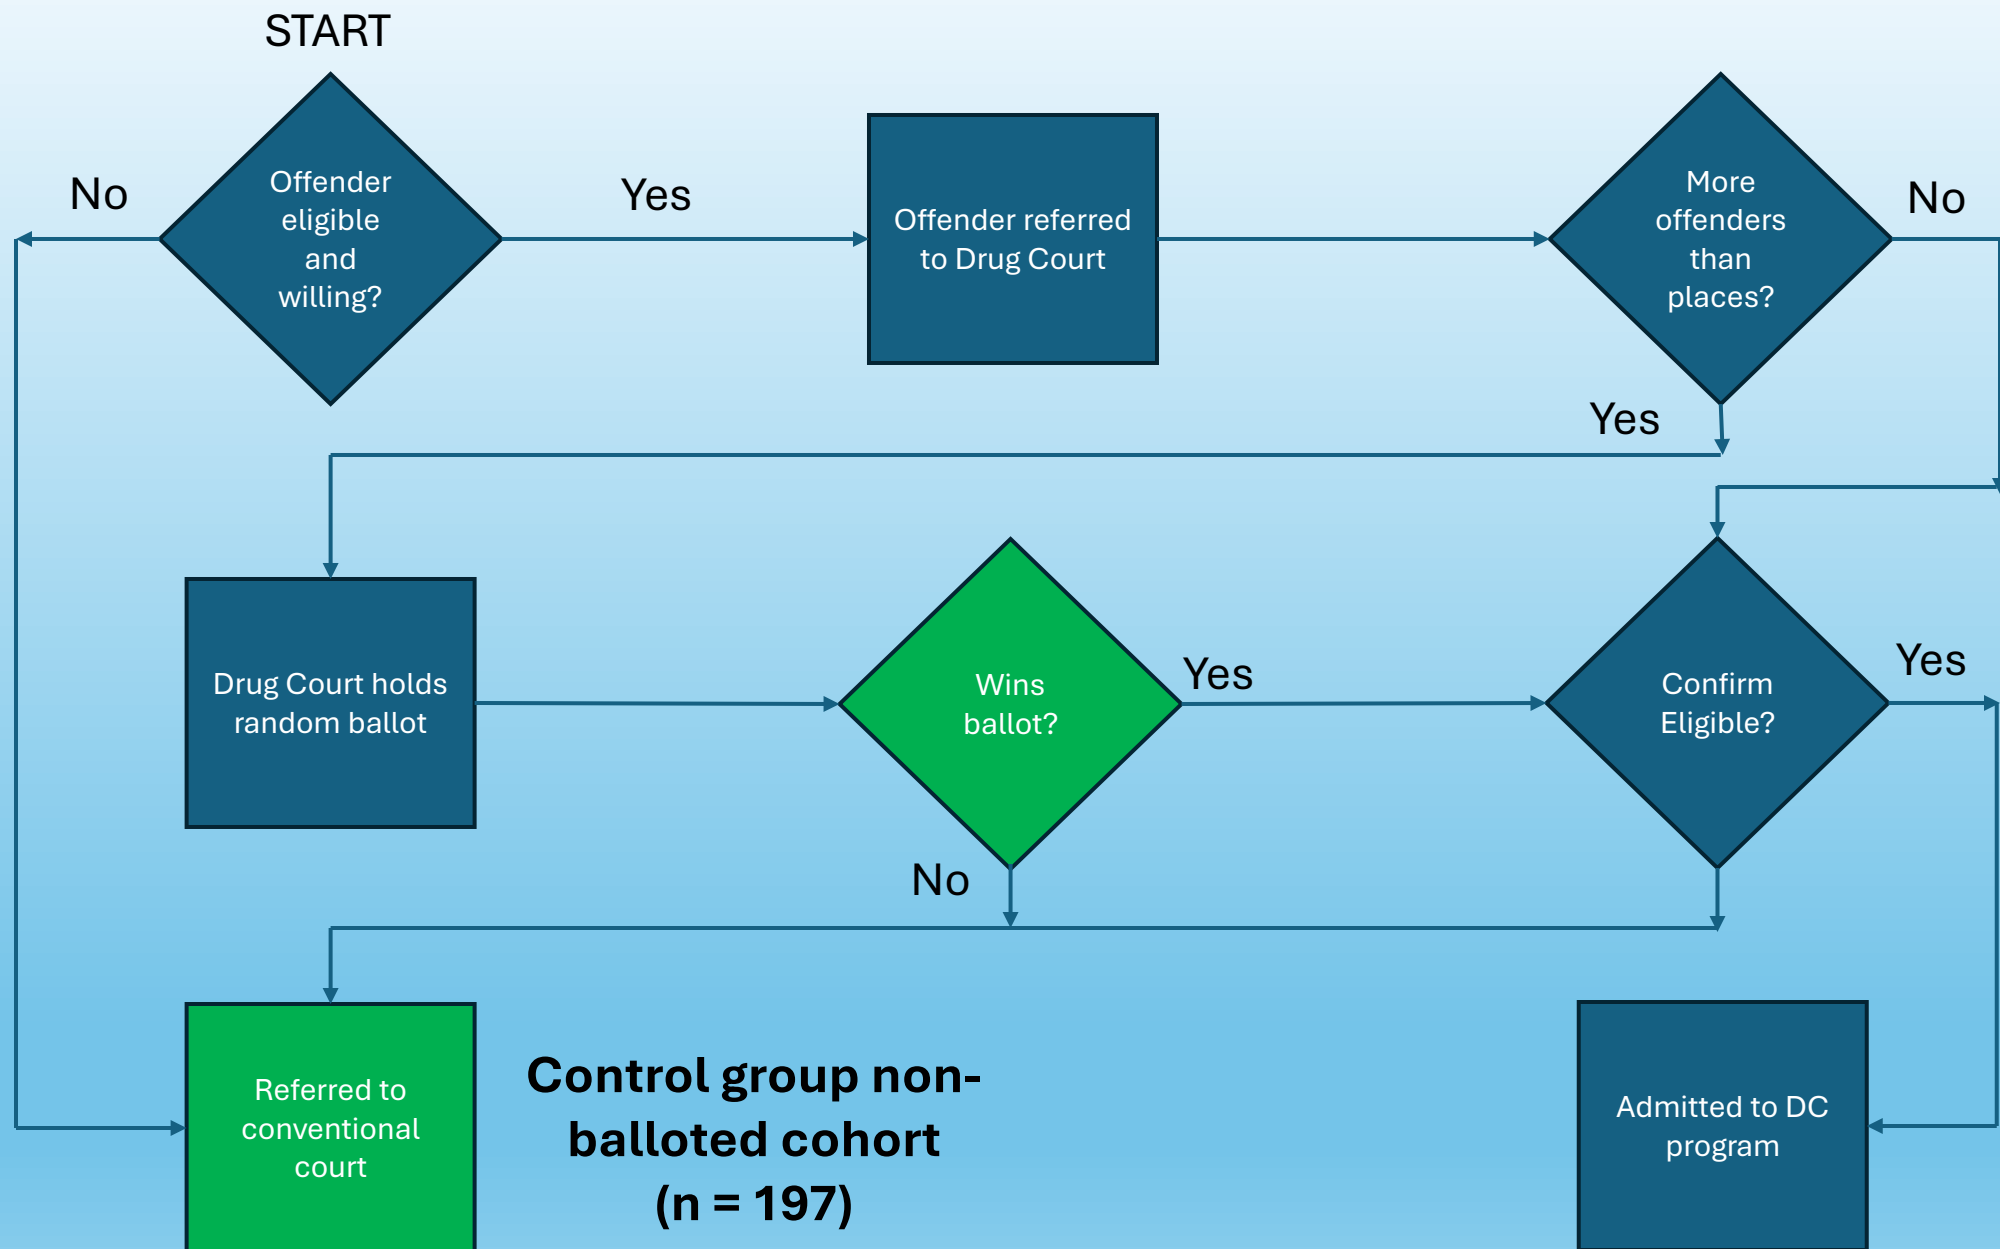 START
No
Offender
eligible
and
willing?
Yes
Offender referred
to Drug Court
More
offenders
than
places?
No
Yes
Drug Court holds
random ballot
Wins
ballot?
Yes
Confirm
Eligible?
Yes
No
Referred to
conventional
court
Control group non-
balloted cohort
(n = 197)
Admitted to DC
program